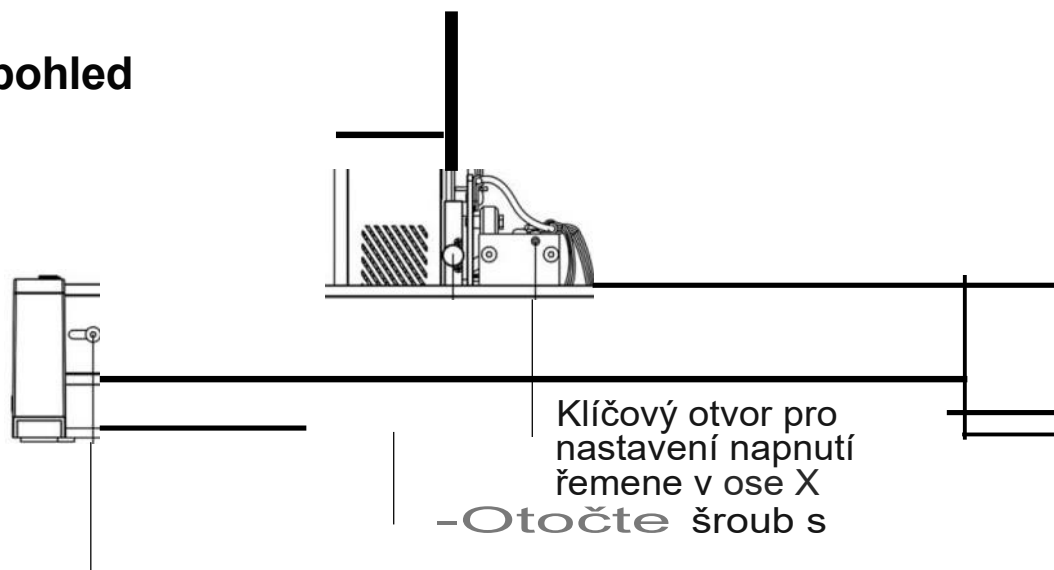 pohled
Klíčový otvor pro
nastavení napnutí
řemene v ose X
-Otočte šroub s